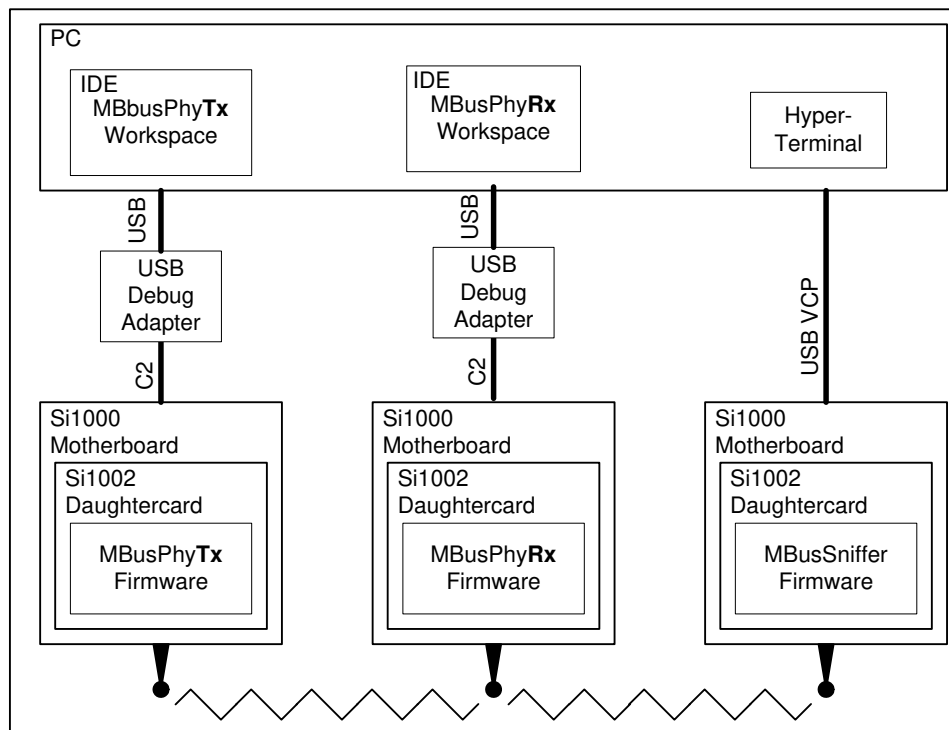 PC
IDE
MBbusPhyTx
Workspace
IDE
MBusPhyRx
Workspace
Hyper-
Terminal
USB
USB
USB VCP
USB
Debug
Adapter
USB
Debug
Adapter
C2
C2
Si1000
Motherboard
Si1002
Daughtercard
MBusPhyTx
Firmware
Si1000
Motherboard
Si1002
Daughtercard
MBusPhyRx
Firmware
Si1000
Motherboard
Si1002
Daughtercard
MBusSniffer
Firmware